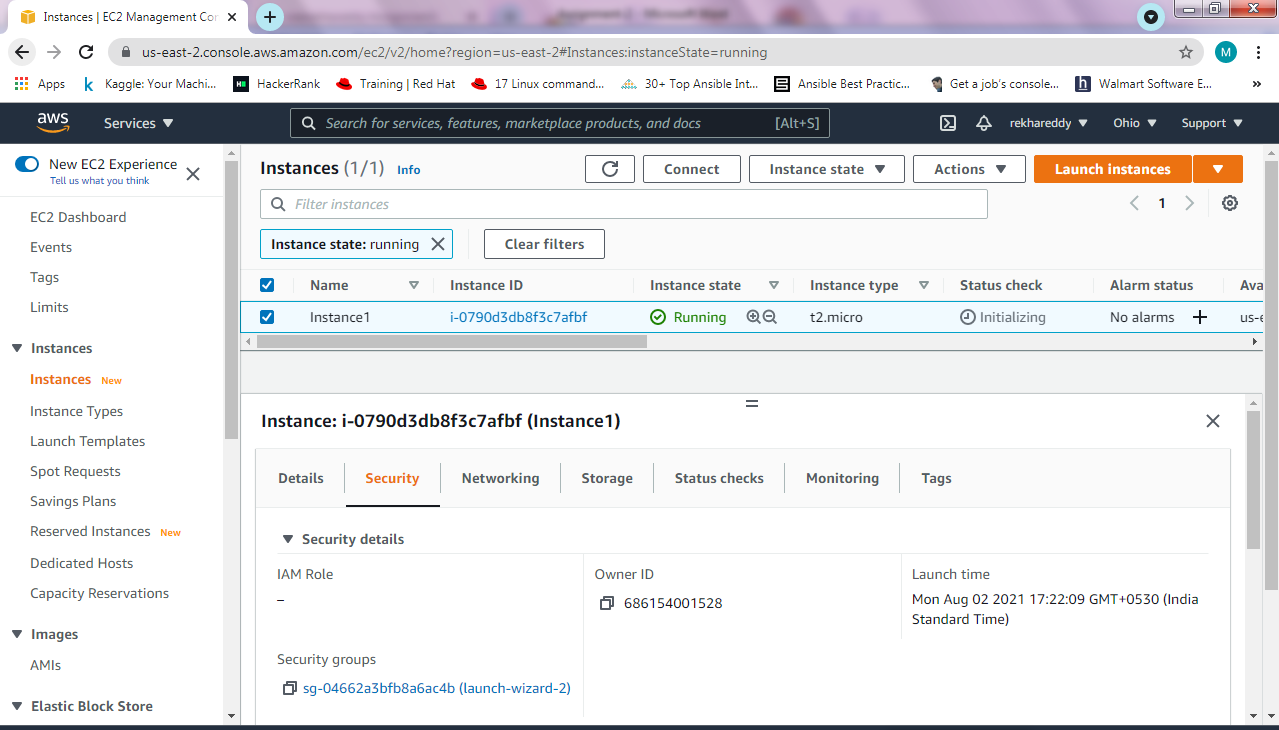 Instances | EC2 Management Con
us-east-2.console.aws.amazon.com/ec2/v2/home?region=us-east-2#Instances:instanceState=running
M
Apps
Kaggle: Your Machi...
HackerRank
Training | Red Hat
17 Linux command...
30+ Top Ansible Int...
Ansible Best Practic...
Get a job's console...
Walmart Software E...
aws
Services
Search for services, features, marketplace products, and docs
[Alt+S]
rekhareddy
Ohio
Support
New EC2 Experience
Tell us what you think
EC2 Dashboard
Events
Tags
Limits
Instances
Instances New
Instance Types
Launch Templates
Spot Requests
Savings Plans
Reserved Instances New
Dedicated Hosts
Capacity Reservations
Images
AMIs
Elastic Block Store
Instances (1/1) Info
Connect
Instance state
Actions
Launch instances
Filter instances
1
Instance state: running
Clear filters
Name Instance ID Instance state Instance type Status check Alarm status Ava
Instance1 i-0790d3db8f3c7afbf Running t2.micro Initializing No alarms us-e
Instance: i-0790d3db8f3c7afbf (Instance1)
Details Security Networking Storage Status checks Monitoring Tags
Security details
IAM Role
–
Owner ID
686154001528
Launch time
Mon Aug 02 2021 17:22:09 GMT+0530 (India
Standard Time)
Security groups
sg-04662a3bfb8a6ac4b (launch-wizard-2)